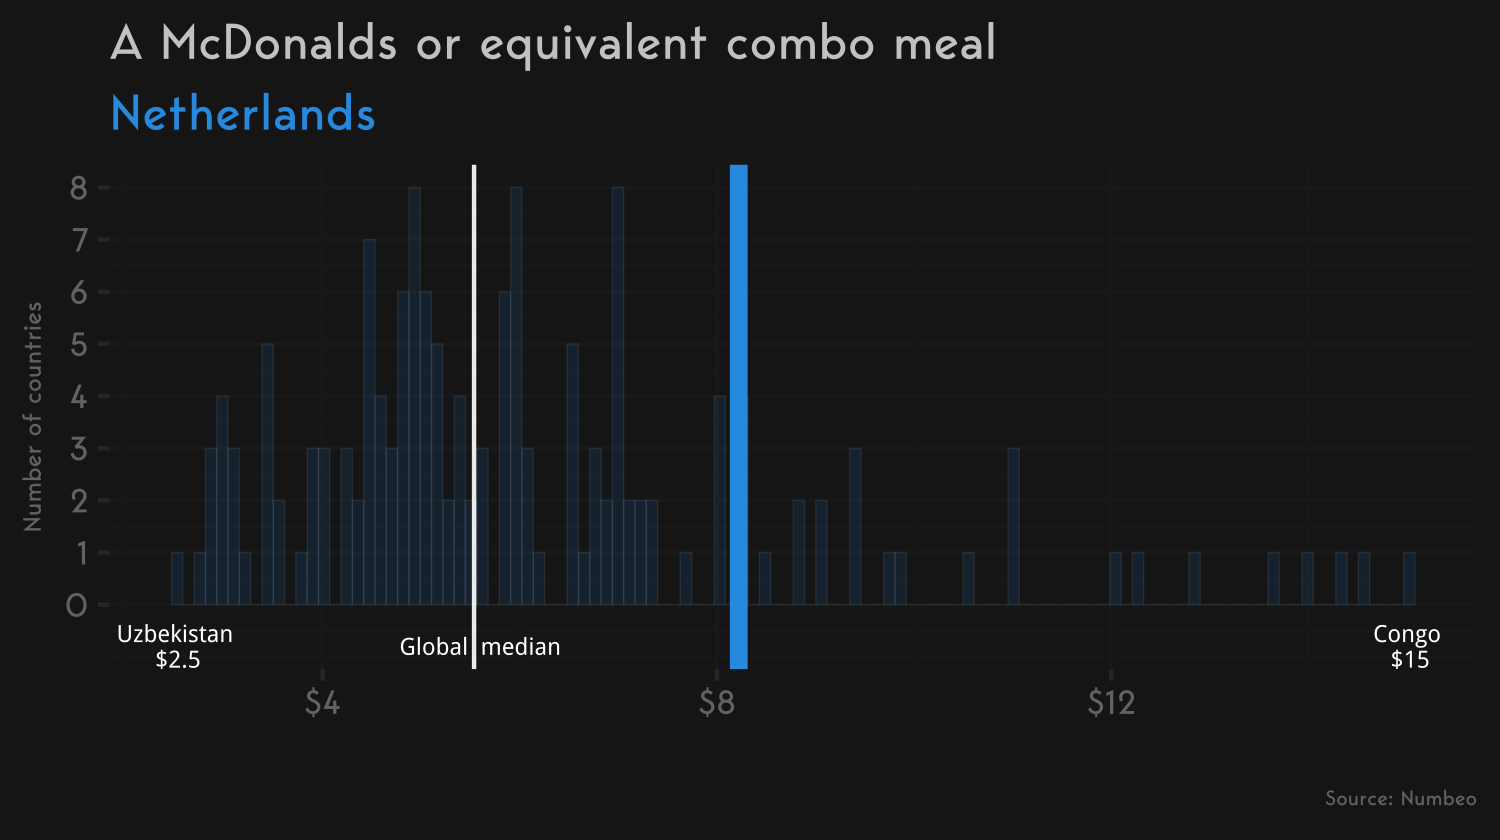 A McDonalds or equivalent combo meal
Netherlands
Number of countries
8
7
6
5
4
3
2
1
0
Uzbekistan
$2.5
Global median
Congo
$15
$4 $8 $12
Source: Numbeo